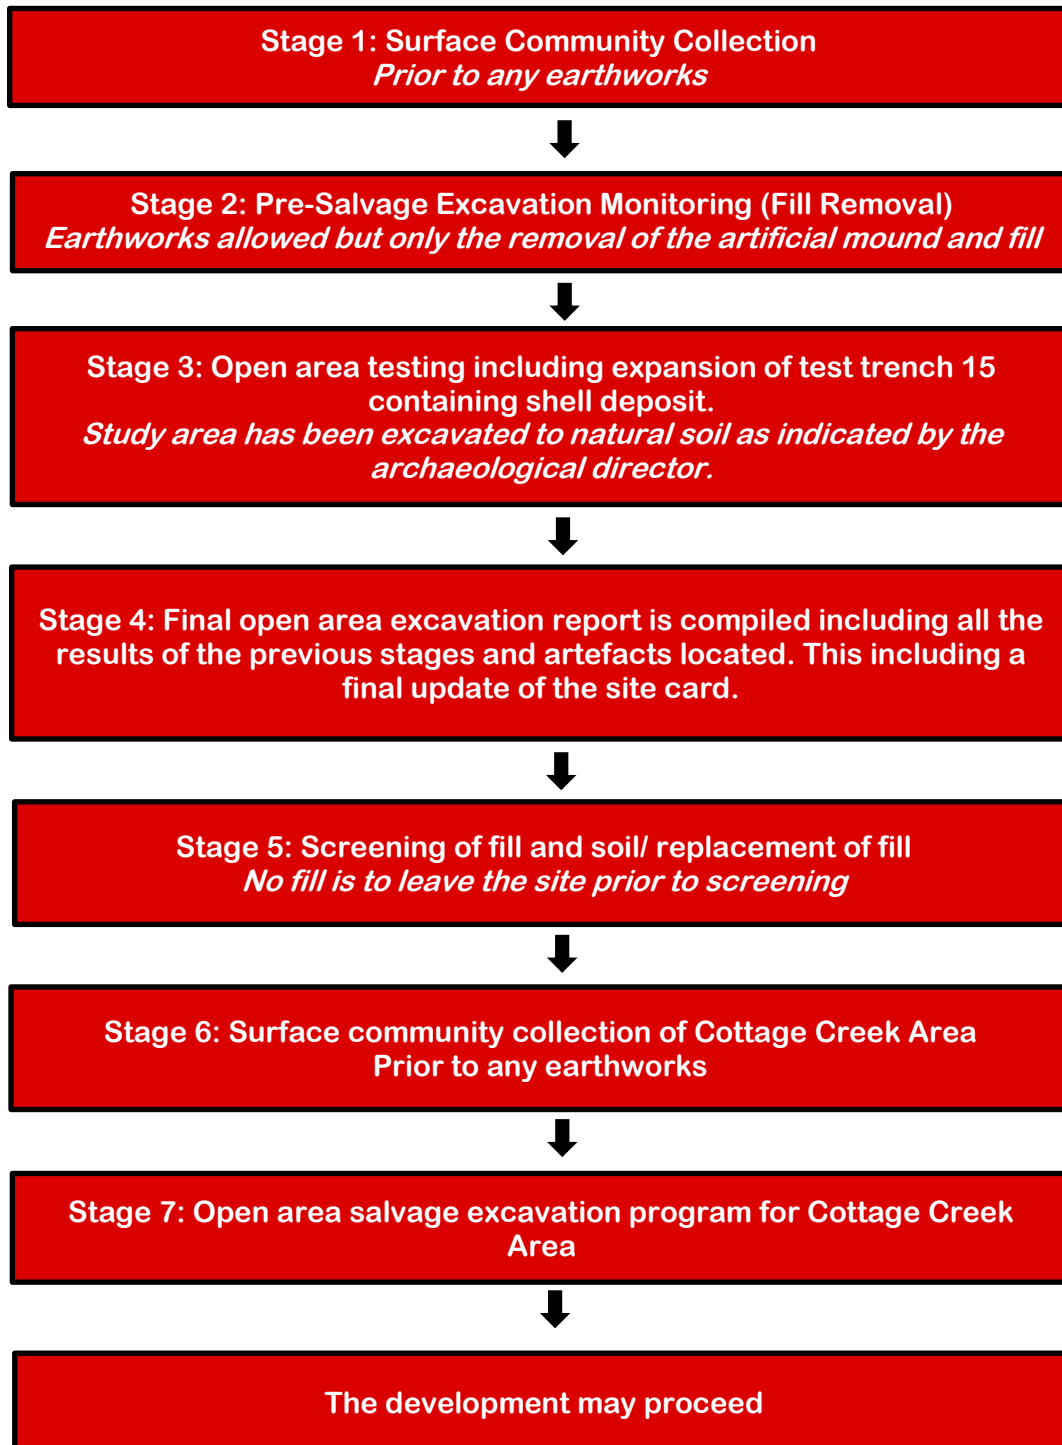 Stage 1: Surface Community Collection
Prior to any earthworks
Stage 2: Pre-Salvage Excavation Monitoring (Fill Removal)
Earthworks allowed but only the removal of the artificial mound and fill
Stage 3: Open area testing including expansion of test trench 15
containing shell deposit.
Study area has been excavated to natural soil as indicated by the
archaeological director.
Stage 4: Final open area excavation report is compiled including all the
results of the previous stages and artefacts located. This including a
final update of the site card.
Stage 5: Screening of fill and soil/ replacement of fill
No fill is to leave the site prior to screening
Stage 6: Surface community collection of Cottage Creek Area
Prior to any earthworks
Stage 7: Open area salvage excavation program for Cottage Creek
Area
The development may proceed